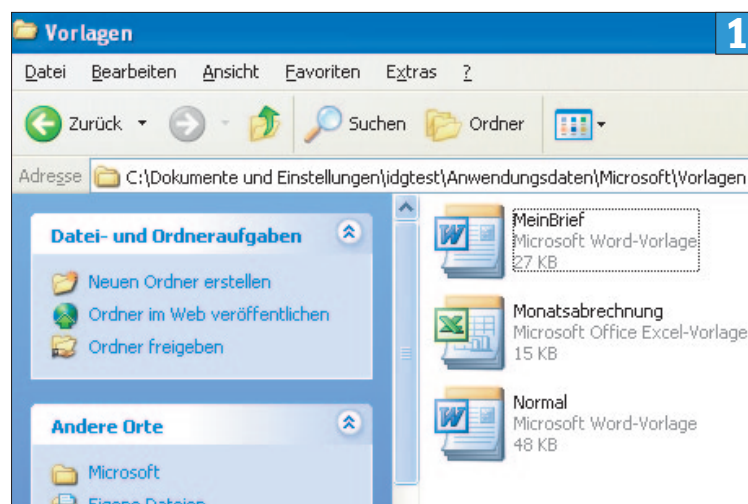 Vorlagen
1
Datei Bearbeiten Ansicht Favoriten Extras ?
Zurück Suchen Ordner
Adresse C:\Dokumente und Einstellungen\idgtest\Anwendungsdaten\Microsoft\Vorlagen
Datei- und Ordneraufgaben
Neuen Ordner erstellen
Ordner im Web veröffentlichen
Ordner freigeben
Andere Orte
Microsoft
Eigene Dateien
MeinBrief
Microsoft Word-Vorlage
27 KB
Monatsabrechnung
Microsoft Office Excel-Vorlage
15 KB
Normal
Microsoft Word-Vorlage
48 KB